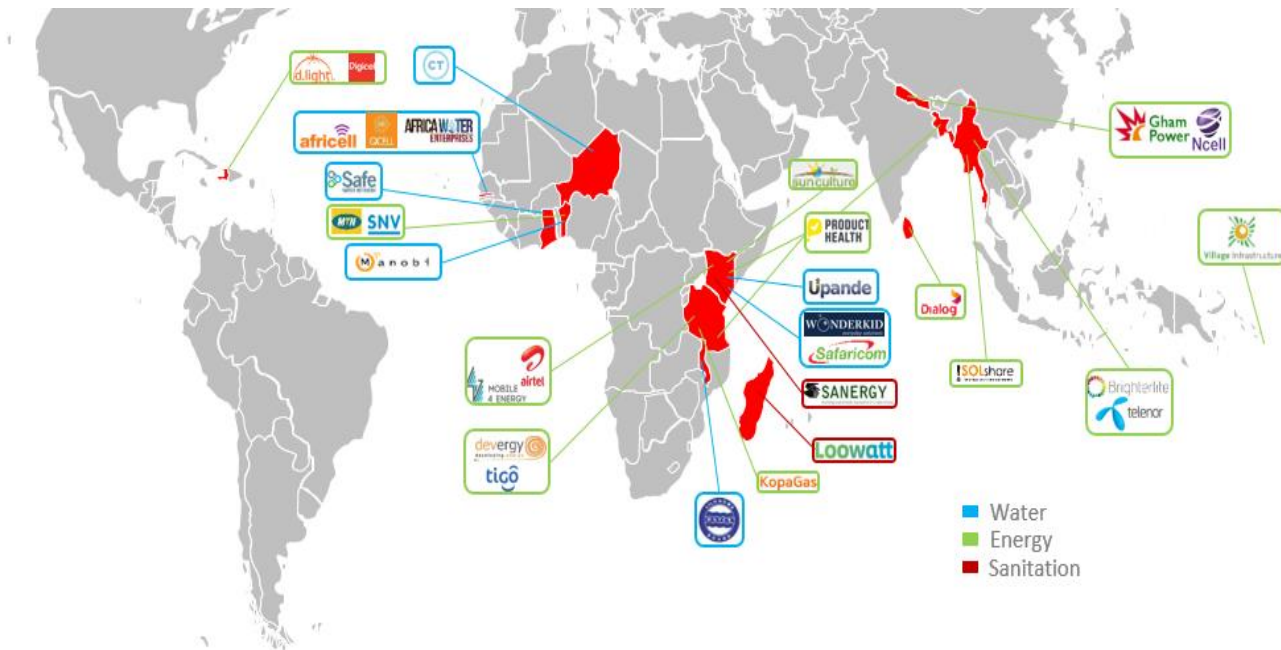 d.light
Digicel
CT
africell
QCELL
AFRICA WATER
ENTERPRISES
Safe
MTN
SNV
Manobi
sunculture
PRODUCT
HEALTH
Upande
WONDERKID
Safaricom
SANERGY
Loowatt
KopaGas
MOBILE
4 ENERGY
airtel
devergy
tigo
Gham
Power
Ncell
Village Infrastructure
Dialog
SOLshare
Brighterlite
telenor
WATER
Water
Energy
Sanitation